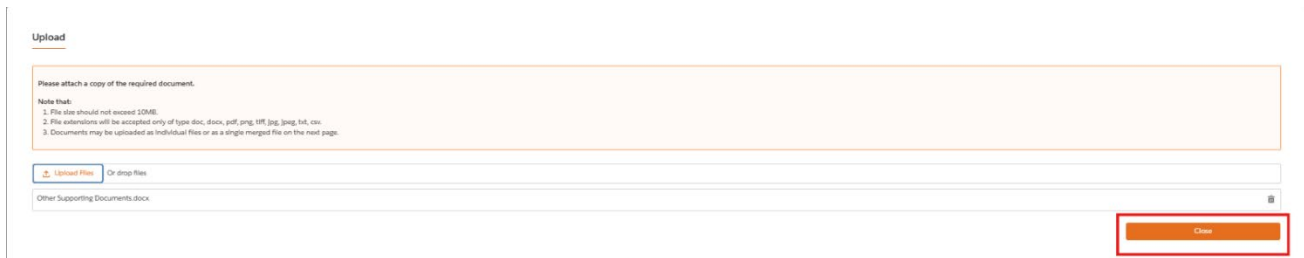 Upload
Please attach a copy of the required document.
Note that:
1. File size should not exceed 10MB.
2. File extensions will be accepted only of type doc, docx, pdf, png, tiff, jpg, jpeg, txt, csv.
3. Documents may be uploaded as individual files or as a single merged file on the next page.
Upload Files Or drop files
Other Supporting Documents.docx
Close